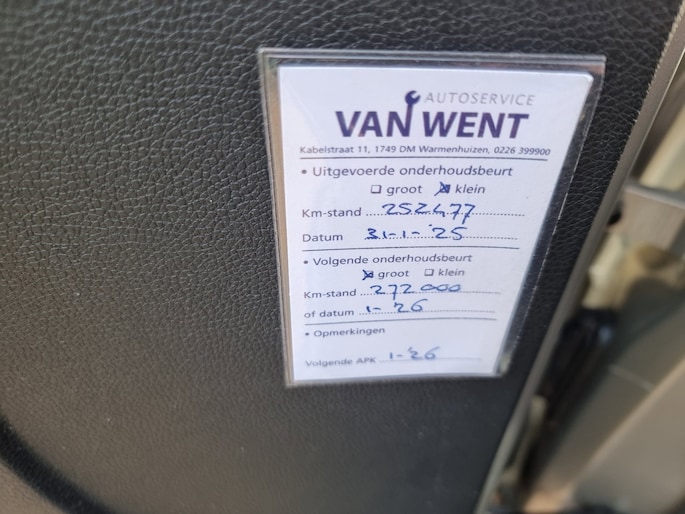 AUTOSERVICE
VAN WENT
Kabelstraat 11, 1749 DM Warmenhuizen, 0226 399900
• Uitgevoerde onderhoudsbeurt
groot klein
Km-stand 252477
Datum 31-1-'25
• Volgende onderhoudsbeurt
groot klein
Km-stand 272000
of datum 1-'26
• Opmerkingen
Volgende APK 1-'26